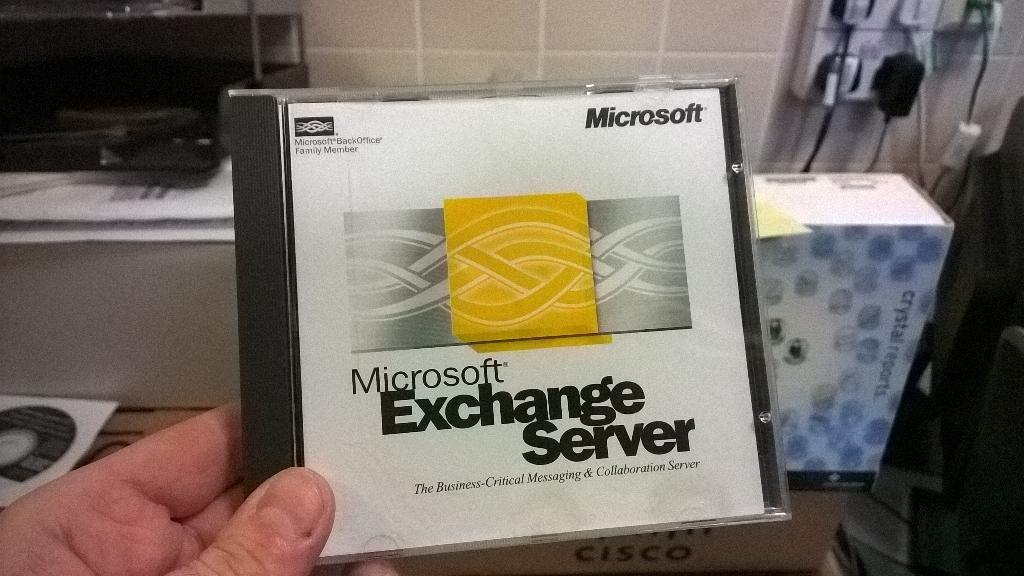 Microsoft®
Microsoft® BackOffice®
Family Member
Microsoft®
Exchange
Server
The Business-Critical Messaging & Collaboration Server
crystal reports
CISCO